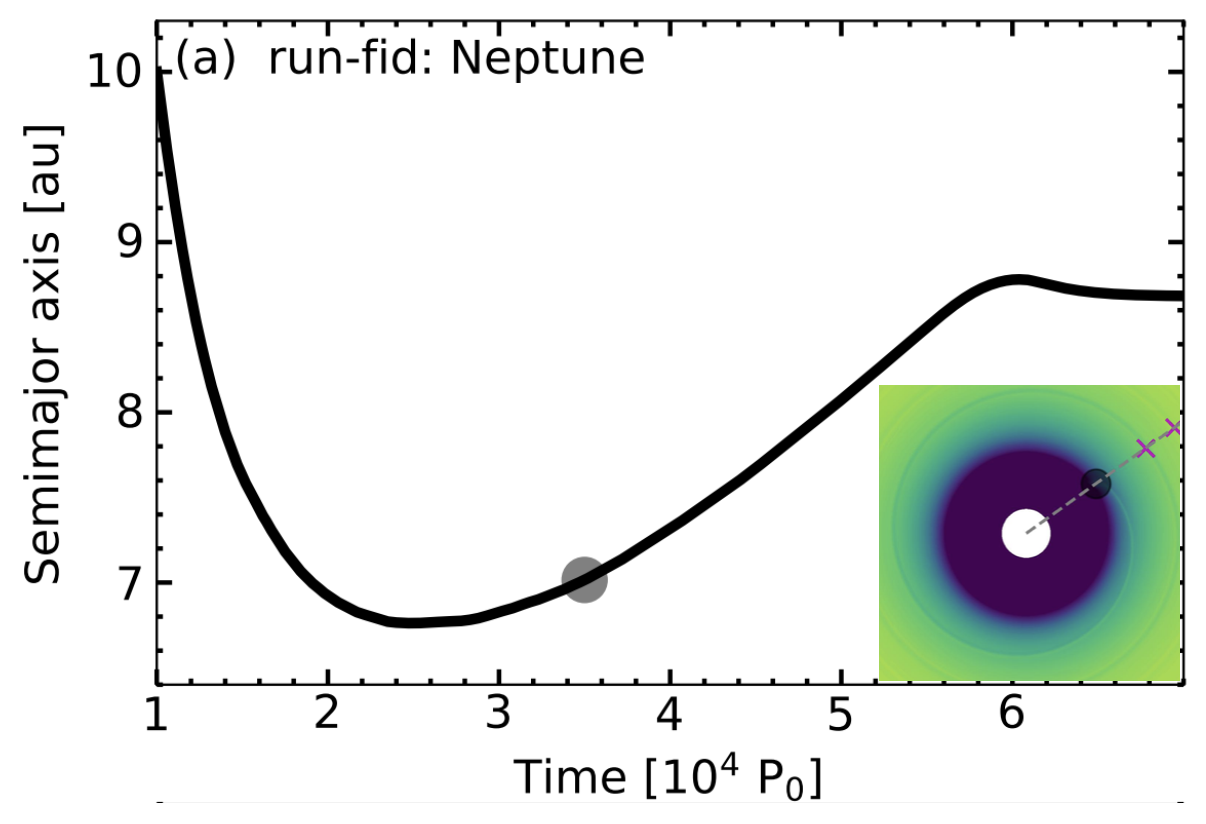 (a) run-fid: Neptune
Semimajor axis [au]
10
9
8
7
1 2 3 4 5 6
Time [10⁴ P₀]